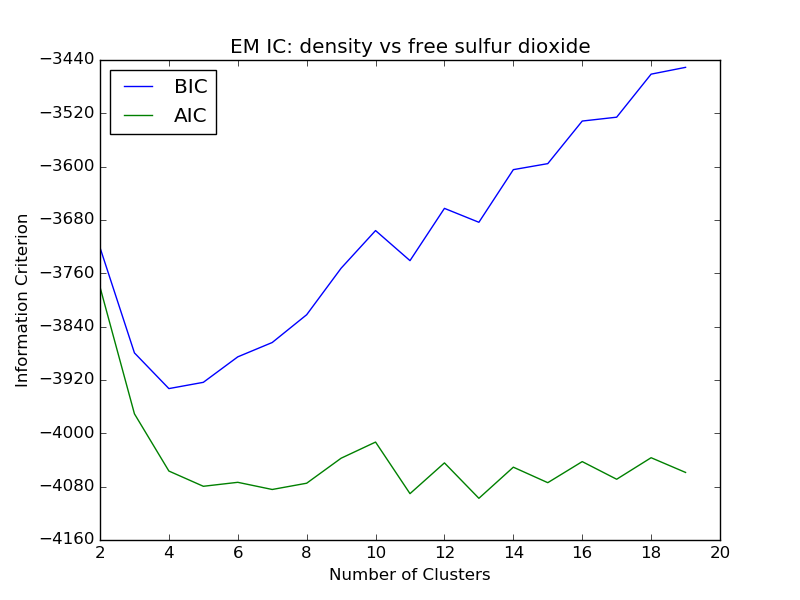 EM IC: density vs free sulfur dioxide
BIC
AIC
−3440
−3520
−3600
−3680
−3760
−3840
−3920
−4000
−4080
−4160
Information Criterion
2 4 6 8 10 12 14 16 18 20
Number of Clusters